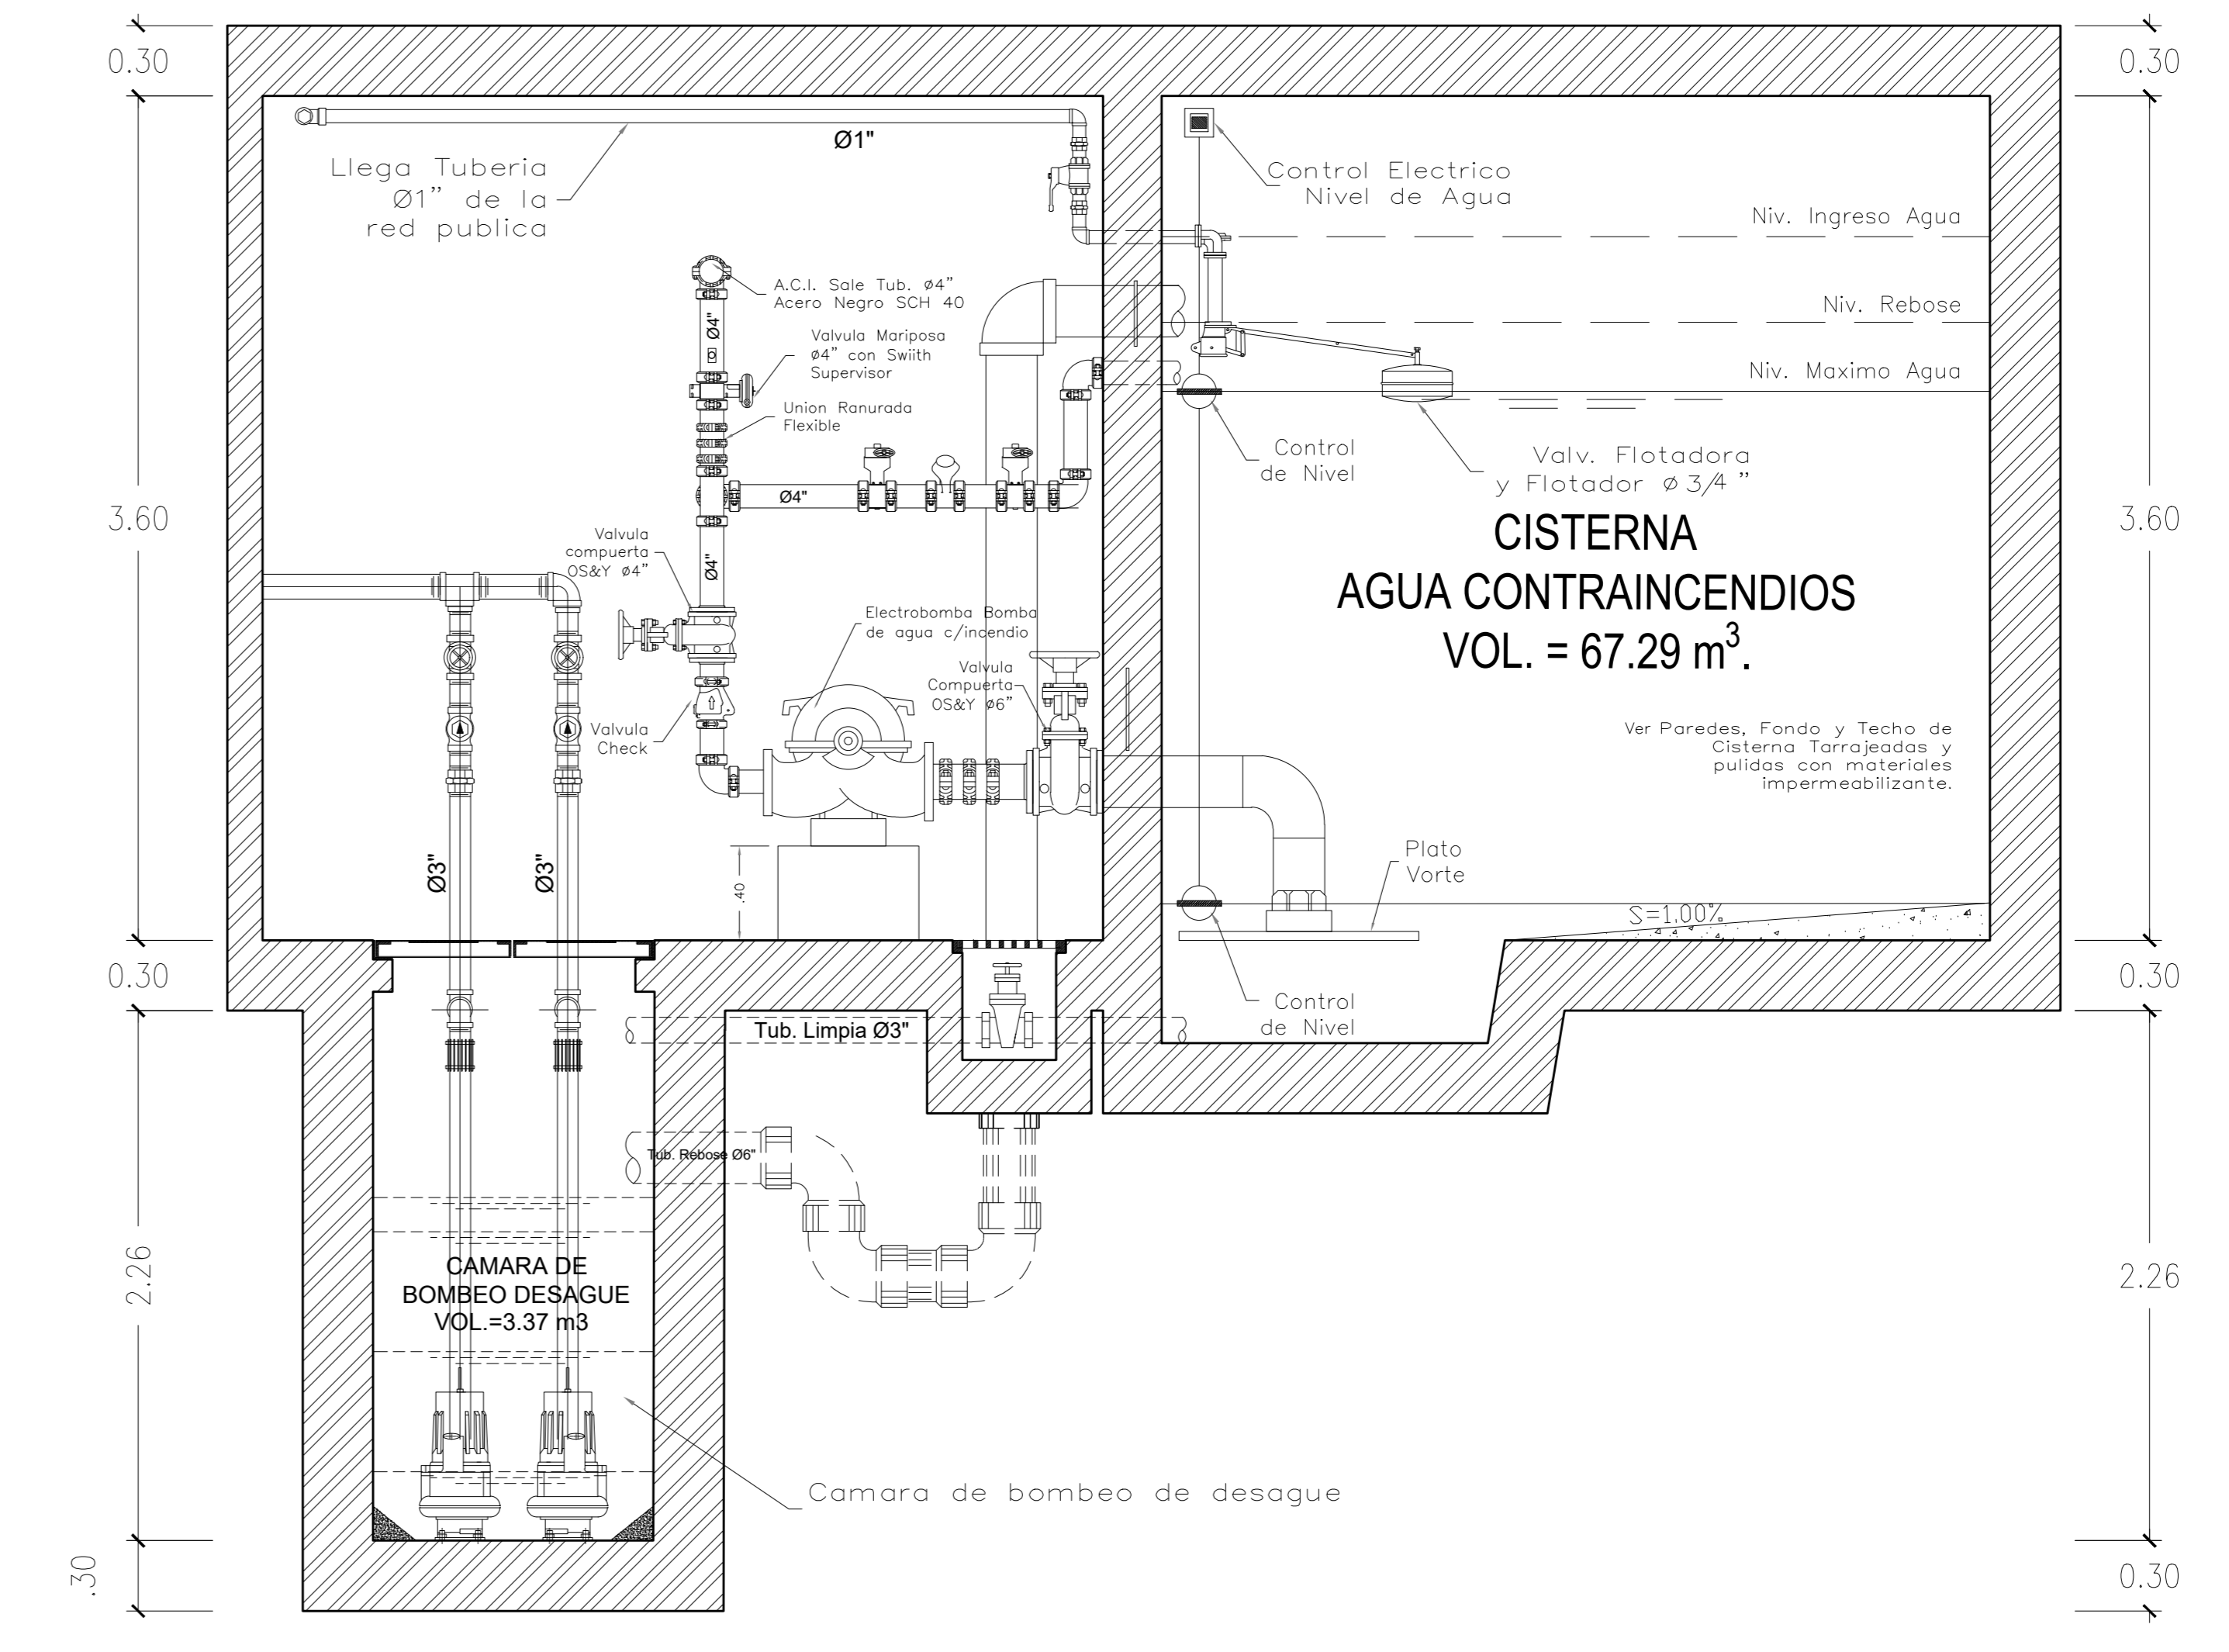 0.30
3.60
0.30
2.26
.30
Llega Tuberia
Ø1” de la
red publica
Ø1"
A.C.I. Sale Tub. Ø4”
Acero Negro SCH 40
Ø4"
Valvula Mariposa
Ø4” con Swiith
Supervisor
Union Ranurada
Flexible
Ø4"
Valvula
compuerta
OS&Y Ø4”
Ø4"
Electrobomba Bomba
de agua c/incendio
Valvula
Compuerta
OS&Y Ø6”
Valvula
Check
Ø3"
Ø3"
.40
Control Electrico
Nivel de Agua
Niv. Ingreso Agua
Niv. Rebose
Niv. Maximo Agua
Control
de Nivel
Valv. Flotadora
y Flotador Ø 3/4 ”
CISTERNA
AGUA CONTRAINCENDIOS
VOL. = 67.29 m³.
Ver Paredes, Fondo y Techo de
Cisterna Tarrajeadas y
pulidas con materiales
impermeabilizante.
Plato
Vorte
S=1.00%
Control
de Nivel
Tub. Limpia Ø3"
Tub. Rebose Ø6"
CAMARA DE
BOMBEO DESAGUE
VOL.=3.37 m3
Camara de bombeo de desague
0.30
3.60
0.30
2.26
0.30